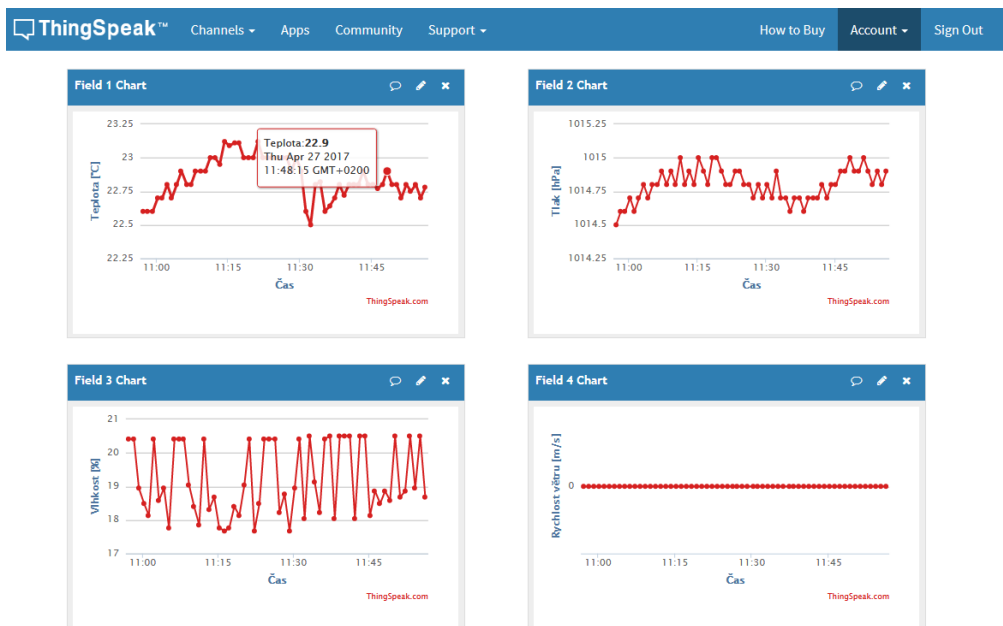 ThingSpeak™ Channels Apps Community Support How to Buy Account Sign Out
Field 1 Chart
23.25
23
22.75
22.5
22.25
Teplota [°C]
Teplota:22.9
Thu Apr 27 2017
11:48:15 GMT+0200
11:00 11:15 11:30 11:45
Čas
ThingSpeak.com
Field 2 Chart
1015.25
1015
1014.75
1014.5
1014.25
Tlak [hPa]
11:00 11:15 11:30 11:45
Čas
ThingSpeak.com
Field 3 Chart
21
20
19
18
17
Vlhkost [%]
11:00 11:15 11:30 11:45
Čas
ThingSpeak.com
Field 4 Chart
Rychlost větru [m/s]
0
11:00 11:15 11:30 11:45
Čas
ThingSpeak.com